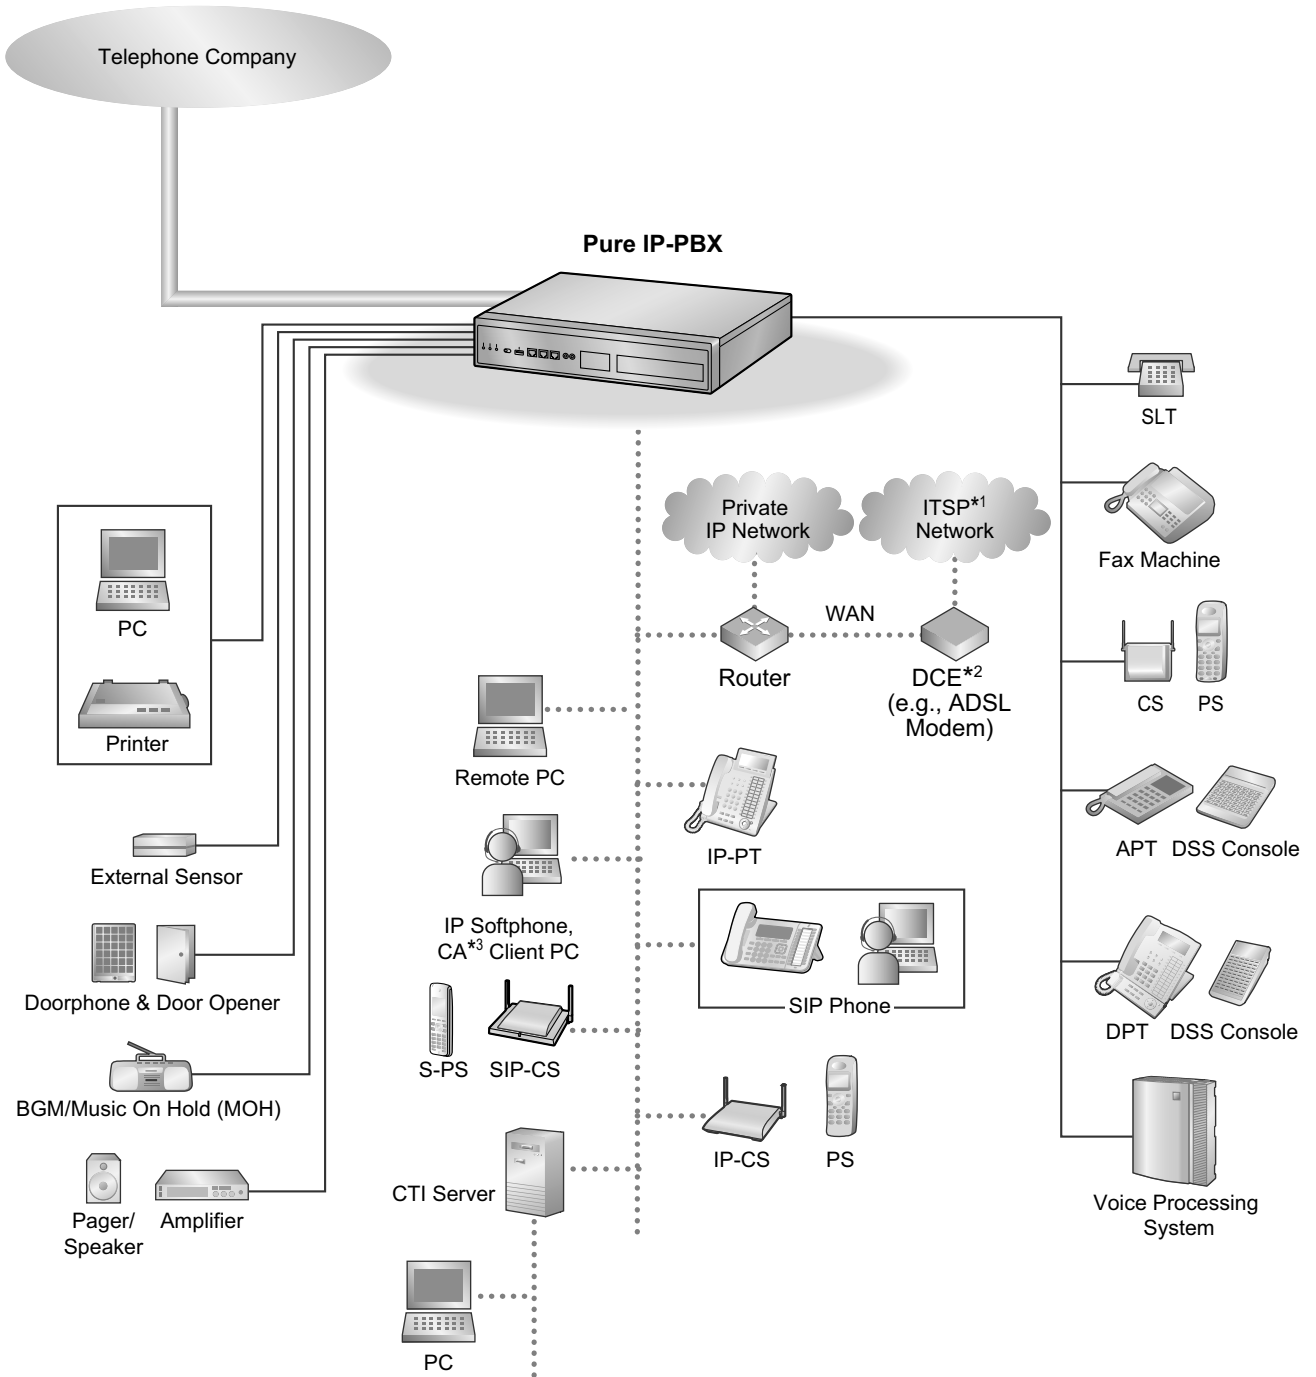 Telephone Company
Pure IP-PBX
SLT
Private
IP Network
ITSP*1
Network
Fax Machine
PC
WAN
Router
DCE*2
(e.g., ADSL
Modem)
CS
PS
Printer
Remote PC
IP-PT
APT
DSS Console
External Sensor
IP Softphone,
CA*3 Client PC
SIP Phone
Doorphone & Door Opener
DPT
DSS Console
S-PS
SIP-CS
BGM/Music On Hold (MOH)
IP-CS
PS
CTI Server
Pager/
Speaker
Amplifier
Voice Processing
System
PC